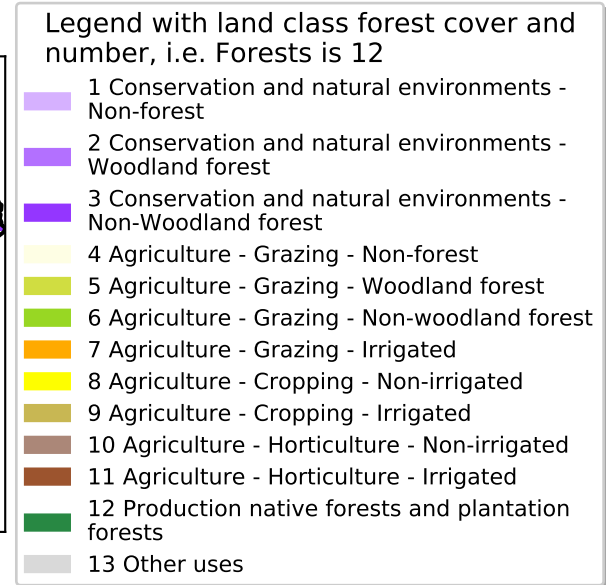 Legend with land class forest cover and
number, i.e. Forests is 12
1 Conservation and natural environments -
Non-forest
2 Conservation and natural environments -
Woodland forest
3 Conservation and natural environments -
Non-Woodland forest
4 Agriculture - Grazing - Non-forest
5 Agriculture - Grazing - Woodland forest
6 Agriculture - Grazing - Non-woodland forest
7 Agriculture - Grazing - Irrigated
8 Agriculture - Cropping - Non-irrigated
9 Agriculture - Cropping - Irrigated
10 Agriculture - Horticulture - Non-irrigated
11 Agriculture - Horticulture - Irrigated
12 Production native forests and plantation
forests
13 Other uses